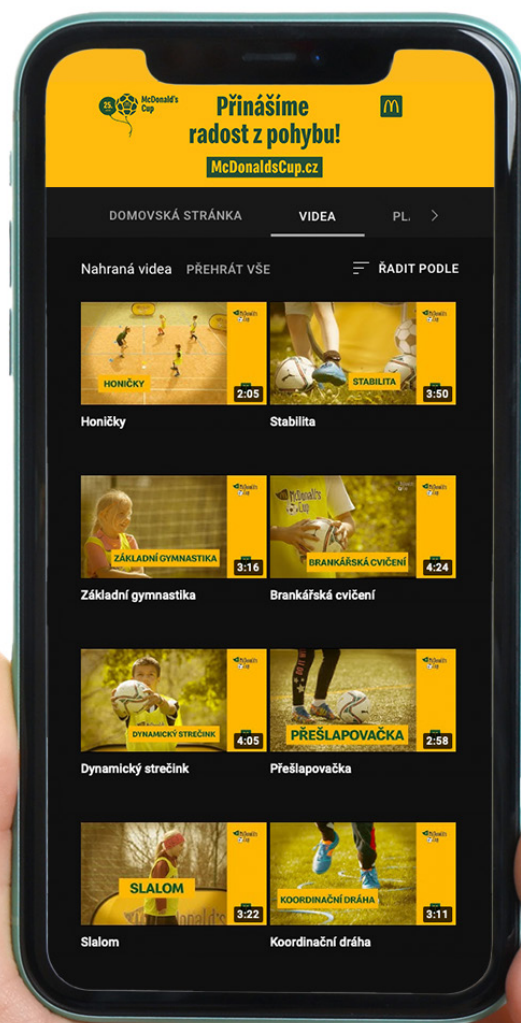 25.
McDonald's
Cup
Přinášíme
radost z pohybu!
McDonaldsCup.cz
DOMOVSKÁ STRÁNKA
VIDEA
PL.
Nahraná videa
PŘEHRÁT VŠE
ŘADIT PODLE
HONIČKY
2:05
STABILITA
3:50
Honičky
Stabilita
ZÁKLADNÍ GYMNASTIKA
3:16
McDonald's
Cup
BRANKÁŘSKÁ CVIČENÍ
4:24
Základní gymnastika
Brankářská cvičení
DYNAMICKÝ STREČINK
4:05
PŘEŠLAPOVAČKA
2:58
Dynamický strečink
Přešlapovačka
SLALOM
3:22
KOORDINAČNÍ DRÁHA
3:11
Slalom
Koordinační dráha